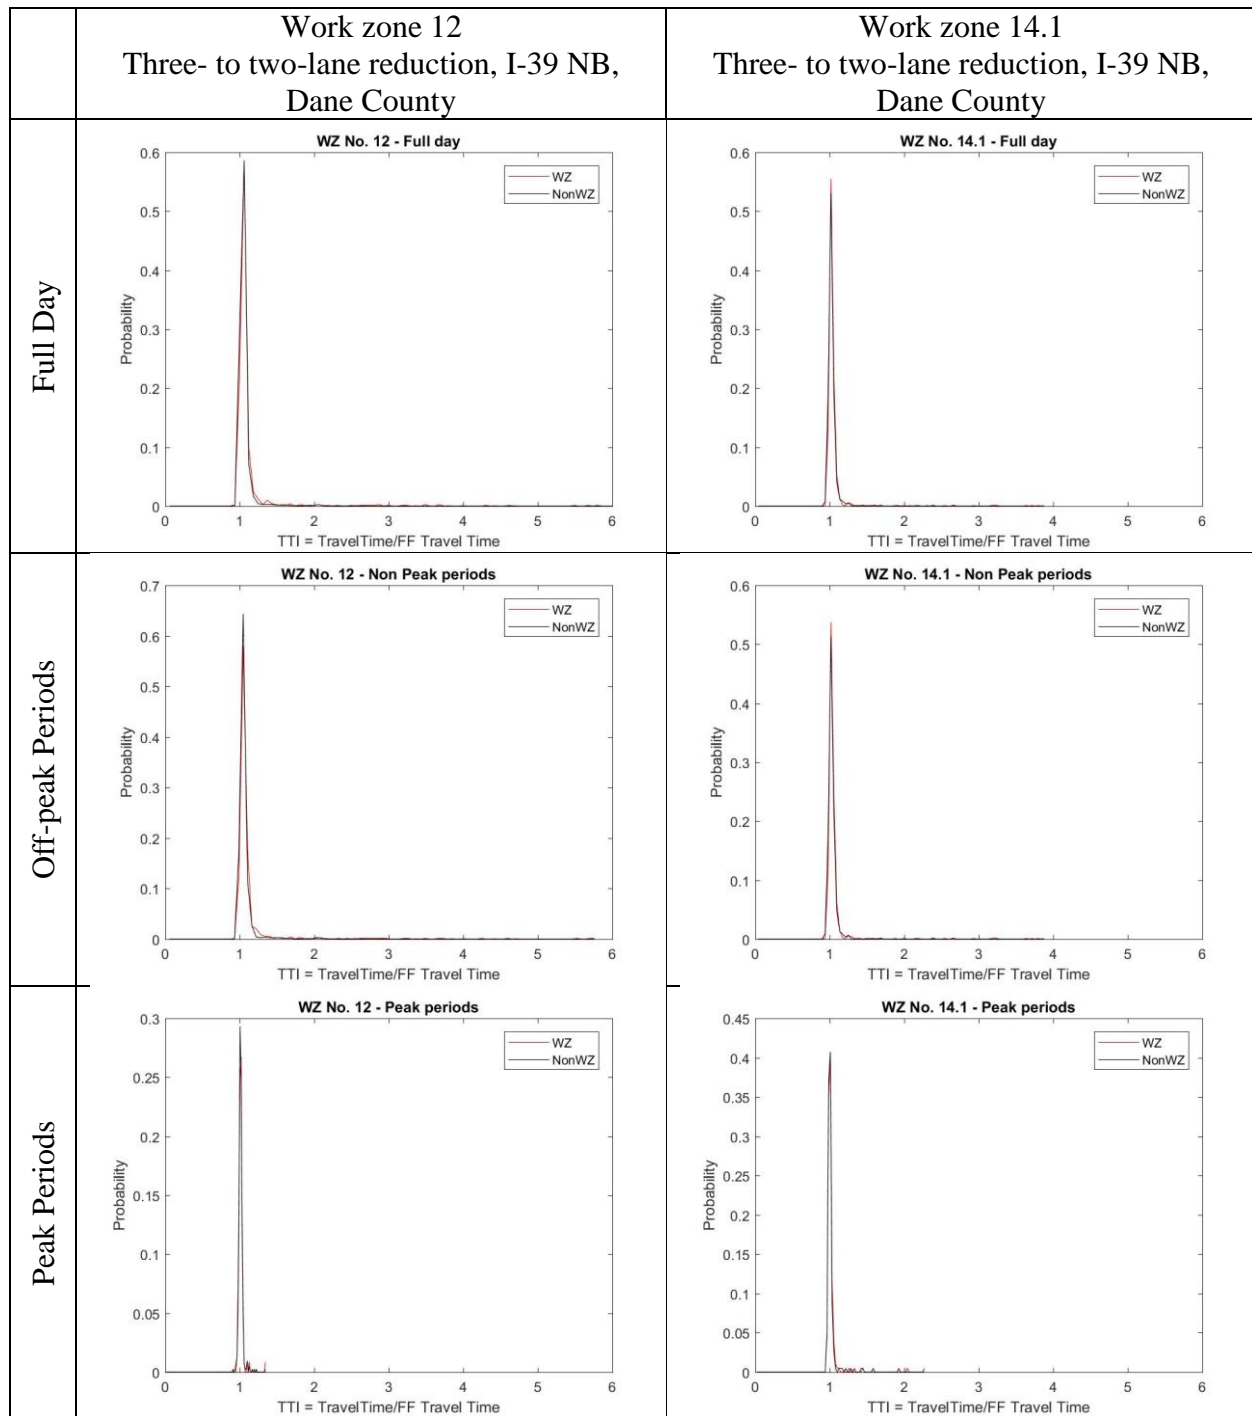 Work zone 12
Three- to two-lane reduction, I-39 NB,
Dane County
Work zone 14.1
Three- to two-lane reduction, I-39 NB,
Dane County
Full Day
WZ No. 12 - Full day
WZ
NonWZ
0.6
0.5
0.4
0.3
0.2
0.1
0
Probability
0 1 2 3 4 5 6
TTI = TravelTime/FF Travel Time
WZ No. 14.1 - Full day
WZ
NonWZ
0.6
0.5
0.4
0.3
0.2
0.1
0
Probability
0 1 2 3 4 5 6
TTI = TravelTime/FF Travel Time
Off-peak Periods
WZ No. 12 - Non Peak periods
WZ
NonWZ
0.7
0.6
0.5
0.4
0.3
0.2
0.1
0
Probability
0 1 2 3 4 5 6
TTI = TravelTime/FF Travel Time
WZ No. 14.1 - Non Peak periods
WZ
NonWZ
0.6
0.5
0.4
0.3
0.2
0.1
0
Probability
0 1 2 3 4 5 6
TTI = TravelTime/FF Travel Time
Peak Periods
WZ No. 12 - Peak periods
WZ
NonWZ
0.3
0.25
0.2
0.15
0.1
0.05
0
Probability
0 1 2 3 4 5 6
TTI = TravelTime/FF Travel Time
WZ No. 14.1 - Peak periods
WZ
NonWZ
0.45
0.4
0.35
0.3
0.25
0.2
0.15
0.1
0.05
0
Probability
0 1 2 3 4 5 6
TTI = TravelTime/FF Travel Time